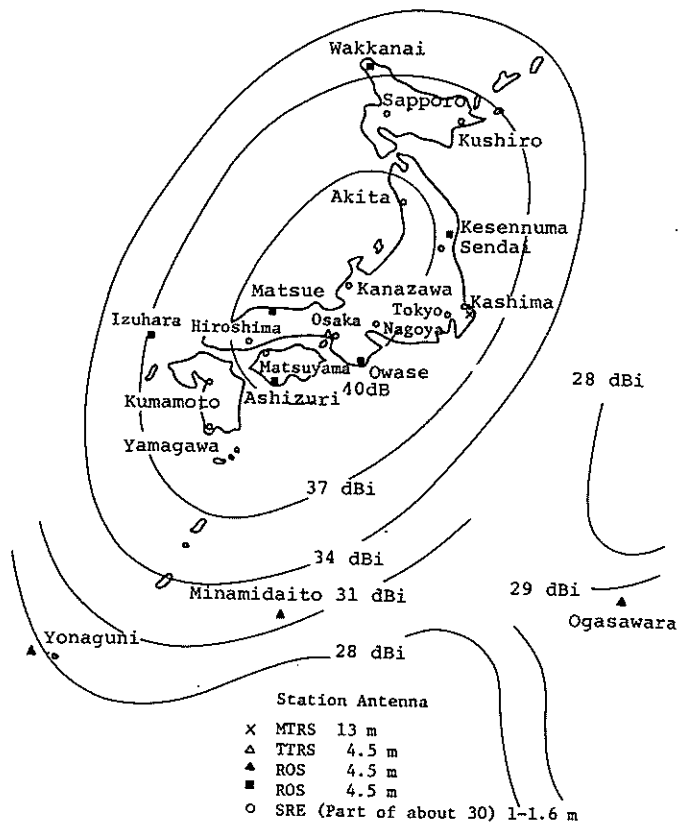 Wakkanai
Sapporo
Kushiro
Akita
Kesennuma
Sendai
Kanazawa
Matsue
Tokyo
Kashima
Izuhara
Hiroshima
Osaka
Nagoya
Matsuyama
Owase
28 dBi
Kumamoto
Ashizuri
40dB
Yamagawa
37 dBi
34 dBi
Minamidaito
31 dBi
29 dBi
Ogasawara
Yonaguni
28 dBi
Station Antenna
MTRS 13 m
TTRS 4.5 m
ROS 4.5 m
ROS 4.5 m
SRE (Part of about 30) 1-1.6 m